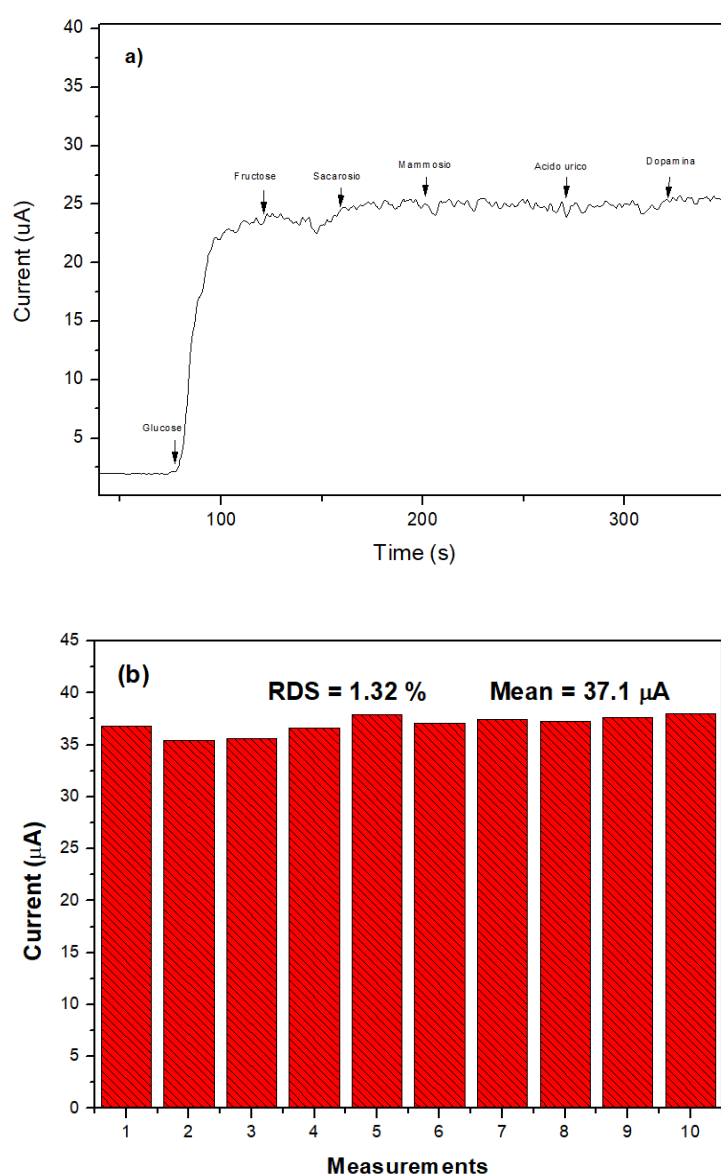 a)
40
35
30
25
20
15
10
5
Current (uA)
Glucose
Fructose
Sacarosio
Mammosio
Acido urico
Dopamina
100 200 300
Time (s)
(b)
RDS = 1.32 % Mean = 37.1 μA
45
40
35
30
25
20
15
10
5
0
Current (μA)
1 2 3 4 5 6 7 8 9 10
Measurements